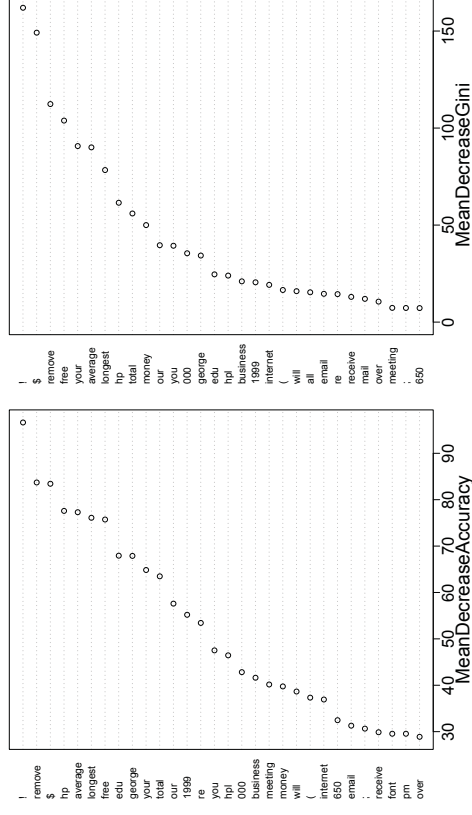 !
remove
$
hp
average
longest
free
edu
george
your
total
our
1999
re
you
hpl
000
business
meeting
money
will
(
internet
650
email
;
receive
font
pm
over
30 40 50 60 70 80 90
MeanDecreaseAccuracy
!
$
remove
free
your
average
longest
hp
total
money
our
you
000
george
edu
hpl
business
1999
internet
(
will
all
email
re
receive
mail
over
meeting
;
650
0 50 100 150
MeanDecreaseGini